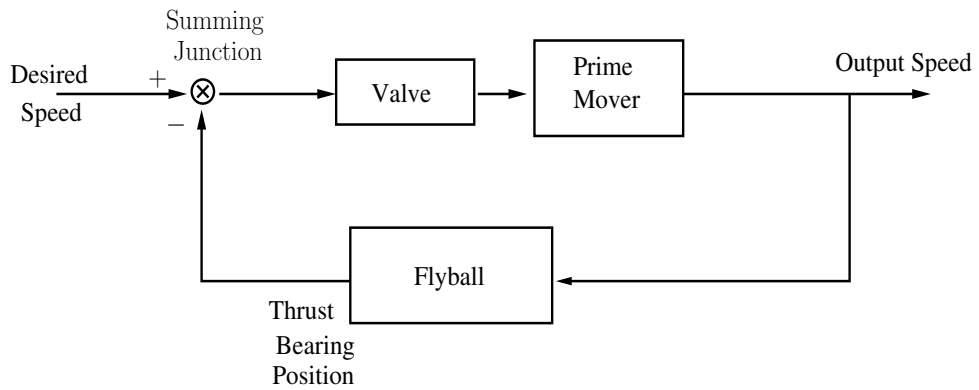 Summing
Junction
Desired
Speed
+
−
Valve
Prime
Mover
Output Speed
Flyball
Thrust
Bearing
Position